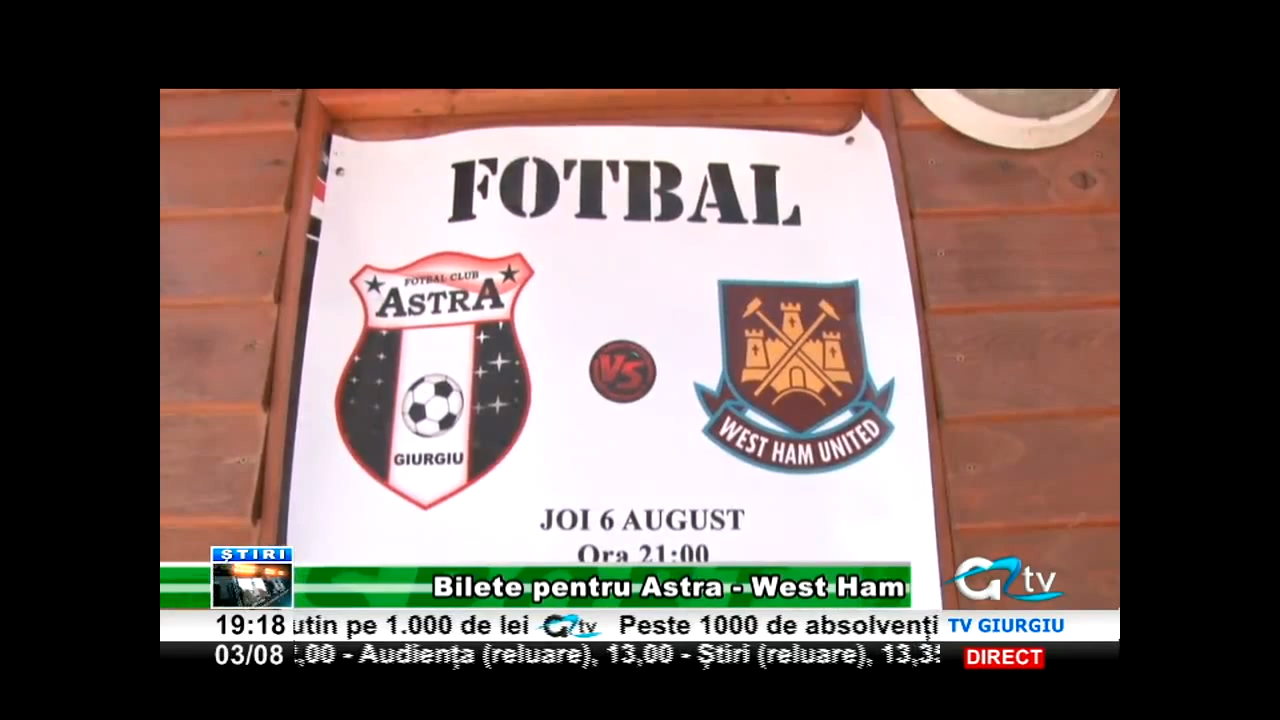 FOTBAL
FOTBAL CLUB
ASTRA
GIURGIU
VS
WEST HAM UNITED
JOI 6 AUGUST
Ora 21:00
ȘTIRI
Bilete pentru Astra - West Ham
G tv
19:18 utin pe 1.000 de lei G tv Peste 1000 de absolvenți TV GIURGIU
03/08 2,00 - Audiența (reluare), 13,00 - Știri (reluare), 13,35 DIRECT